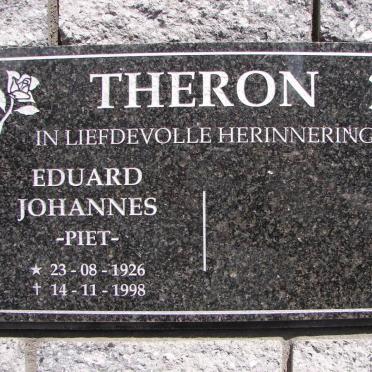 THERON
IN LIEFDEVOLLE HERINNERING
EDUARD
JOHANNES
-PIET-
★ 23 - 08 - 1926
† 14 - 11 - 1998